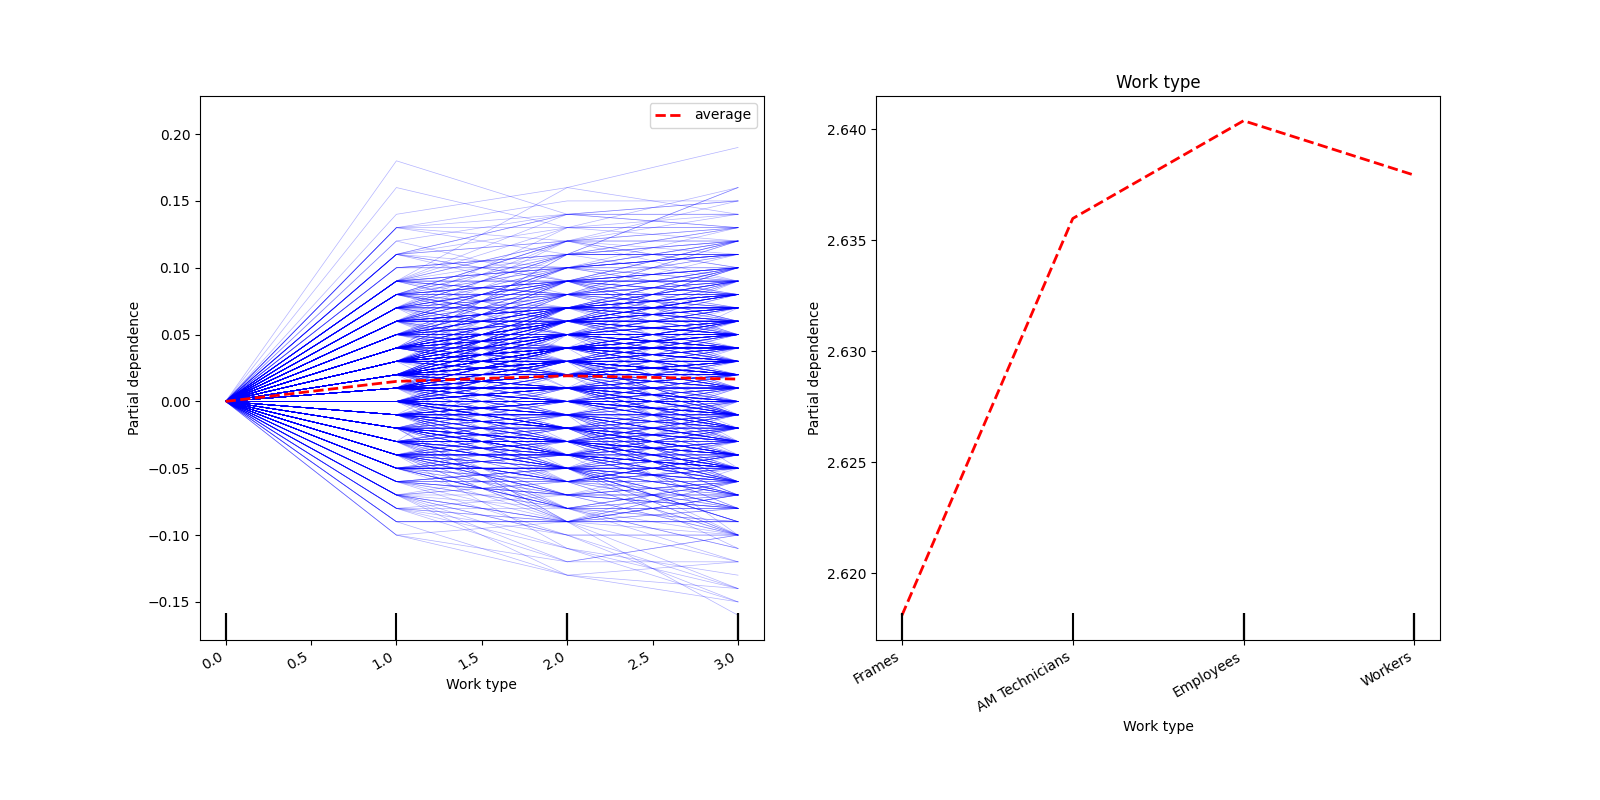 average
0.20
0.15
0.10
0.05
0.00
−0.05
−0.10
−0.15
Partial dependence
0.0
0.5
1.0
1.5
2.0
2.5
3.0
Work type
Work type
2.640
2.635
2.630
2.625
2.620
Partial dependence
Frames
AM Technicians
Employees
Workers
Work type